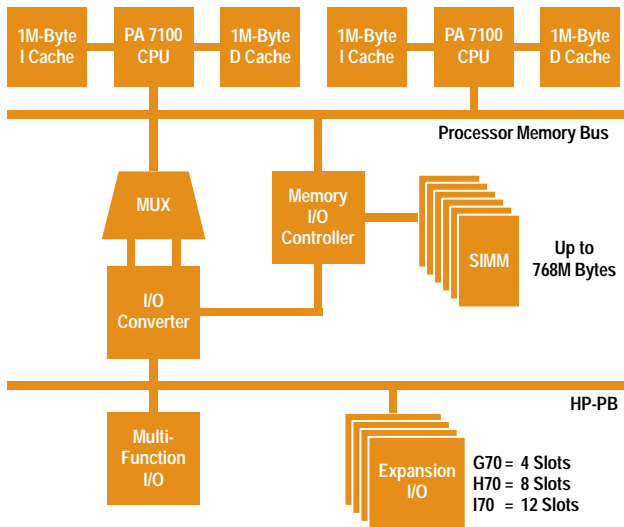 1M-Byte
I Cache
PA 7100
CPU
1M-Byte
D Cache
1M-Byte
I Cache
PA 7100
CPU
1M-Byte
D Cache
Processor Memory Bus
MUX
Memory
I/O
Controller
SIMM
Up to
768M Bytes
I/O
Converter
HP-PB
Multi-
Function
I/O
Expansion
I/O
G70 = 4 Slots
H70 = 8 Slots
I70 = 12 Slots